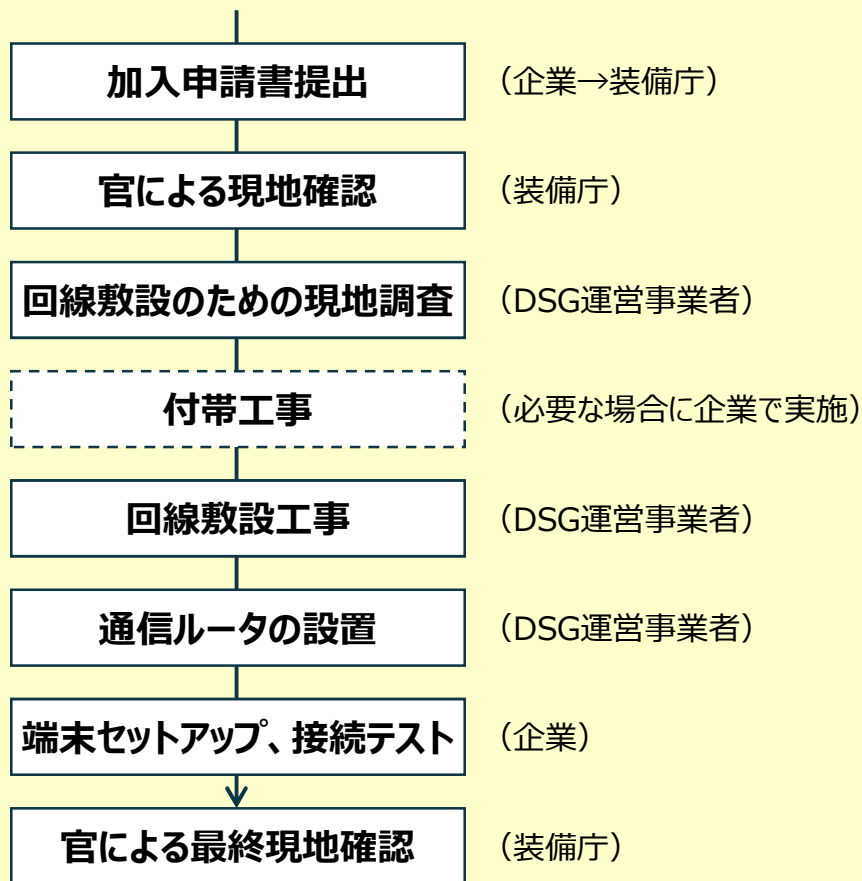 加入申請書提出 （企業→装備庁）
官による現地確認 （装備庁）
回線敷設のための現地調査 （DSG運営事業者）
付帯工事 （必要な場合に企業で実施）
回線敷設工事 （DSG運営事業者）
通信ルータの設置 （DSG運営事業者）
端末セットアップ、接続テスト （企業）
官による最終現地確認 （装備庁）